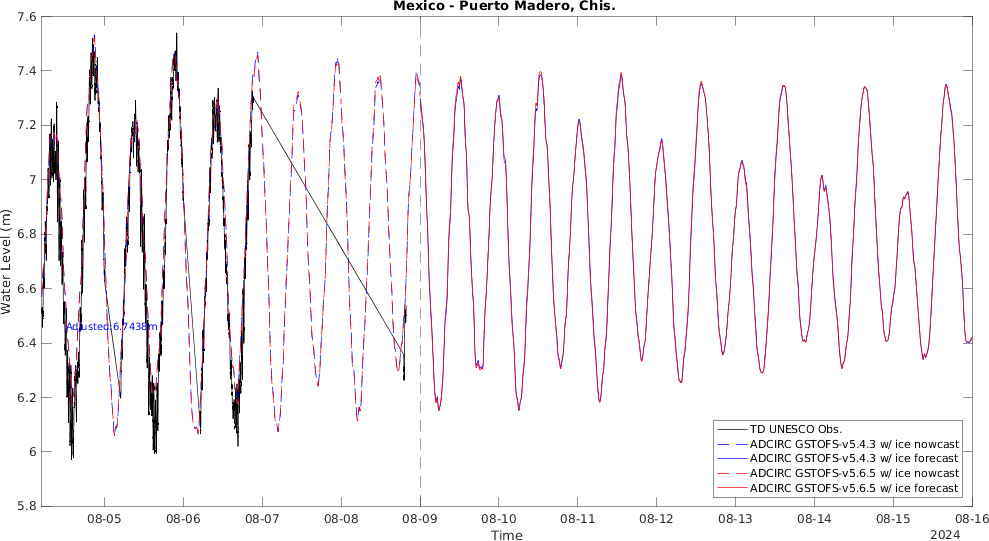 Mexico - Puerto Madero, Chis.
7.6
7.4
7.2
7
6.8
6.6
6.4
6.2
6
5.8
Water Level (m)
Adjusted:6.7438m
TD UNESCO Obs.
ADCIRC GSTOFS-v5.4.3 w/ ice nowcast
ADCIRC GSTOFS-v5.4.3 w/ ice forecast
ADCIRC GSTOFS-v5.6.5 w/ ice nowcast
ADCIRC GSTOFS-v5.6.5 w/ ice forecast
08-05 08-06 08-07 08-08 08-09 08-10 08-11 08-12 08-13 08-14 08-15 08-16
Time
2024